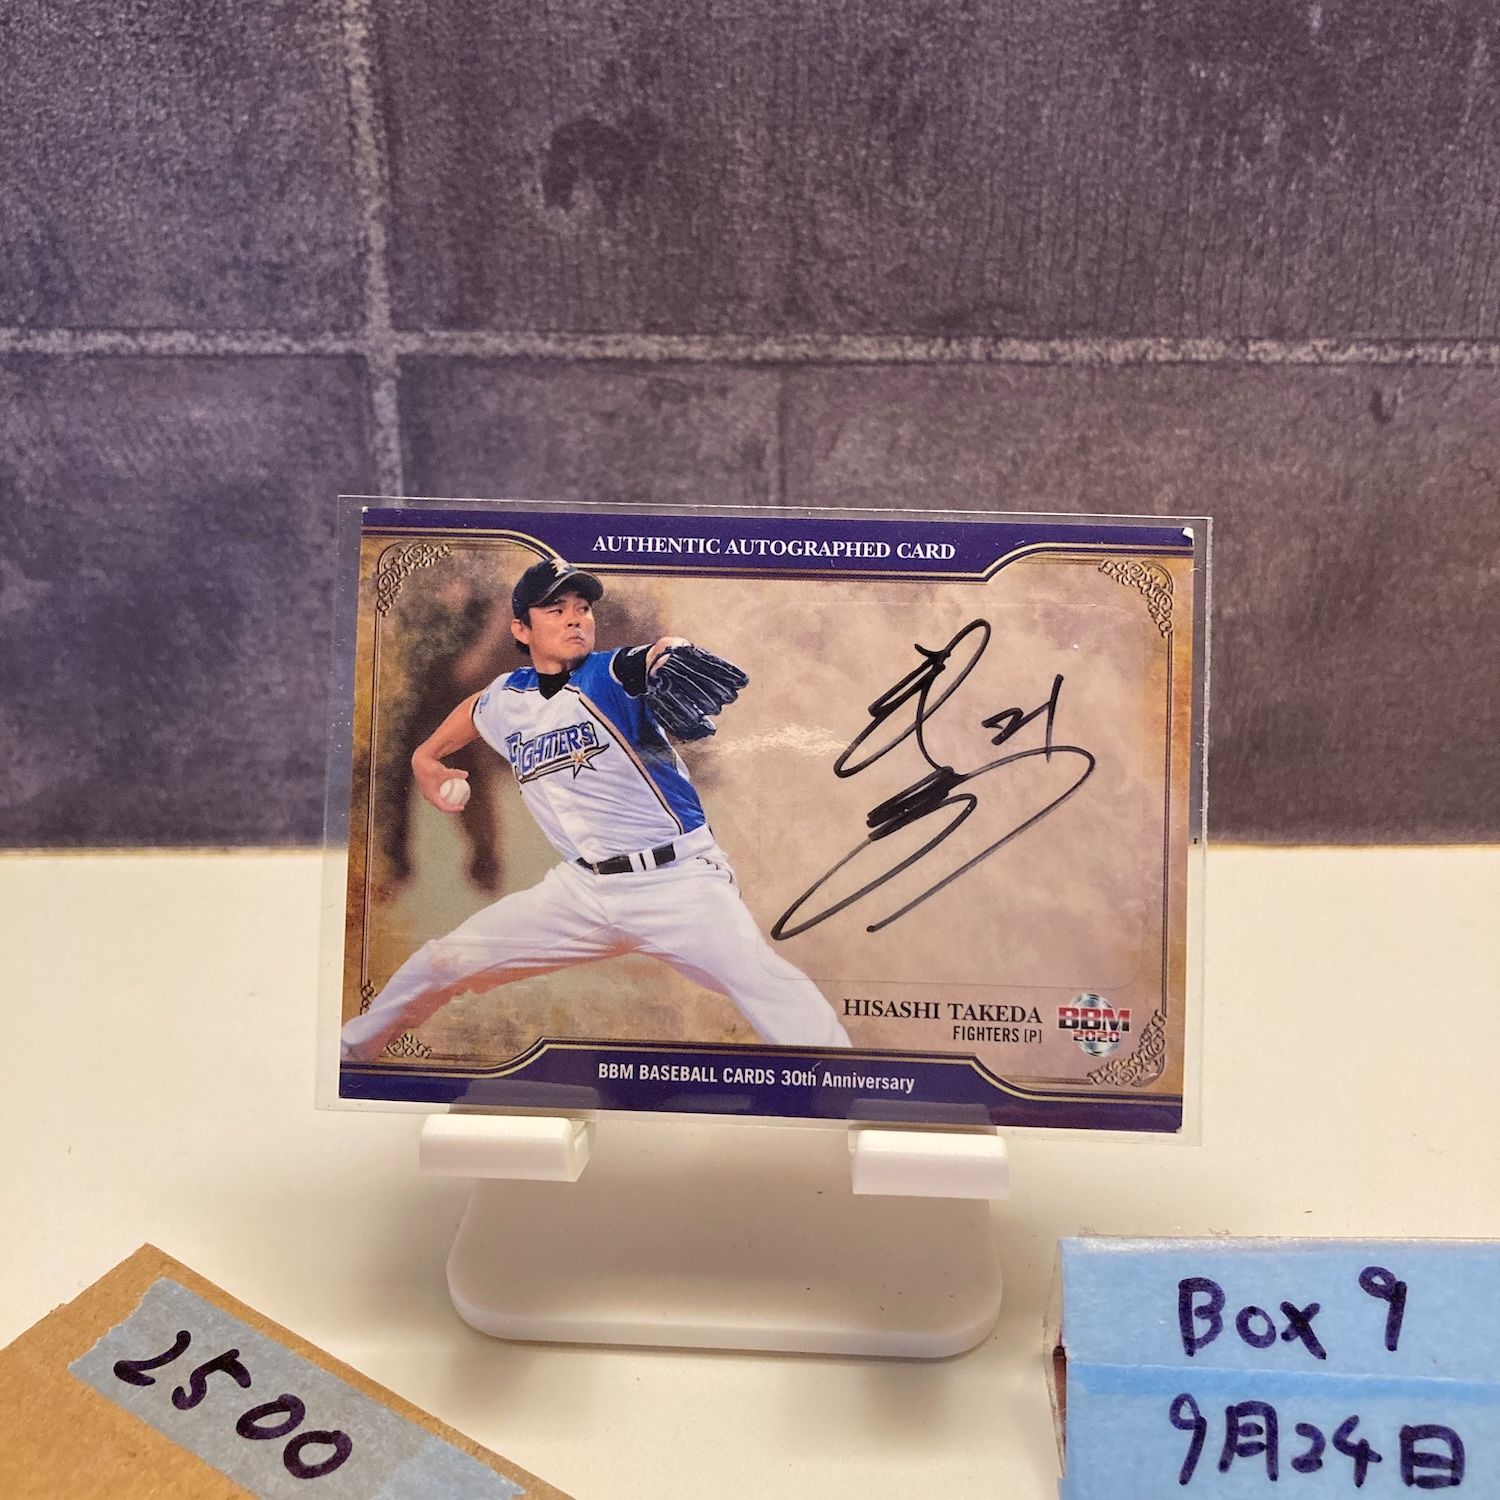 AUTHENTIC AUTOGRAPHED CARD
FIGHTERS
21
HISASHI TAKEDA
FIGHTERS [P]
BBM
2020
BBM BASEBALL CARDS 30th Anniversary
2500
Box 9
9月24日